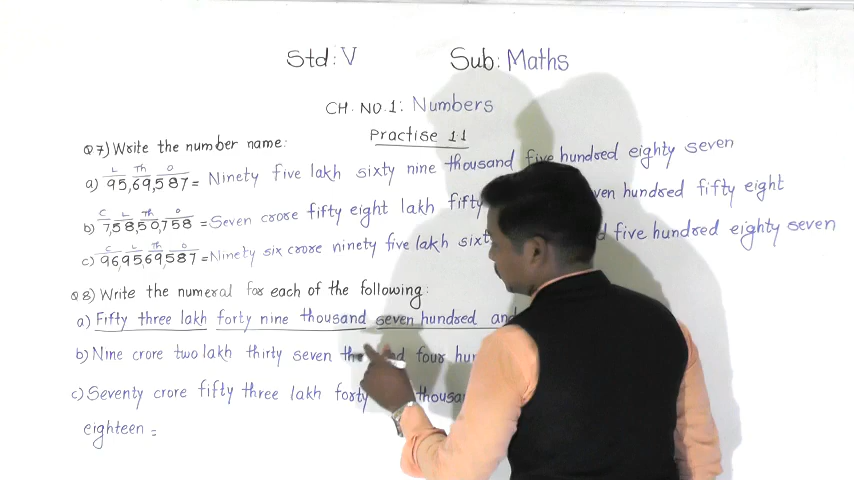 Std: V Sub: Maths
CH. NO.1: Numbers
Practise 1.1
Q7) Write the number name:
L Th O
a) 95,69,587 = Ninety five lakh sixty nine thousand five hundred eighty seven
C L Th O
b) 7,58,50,758 = Seven crore fifty eight lakh fifty hundred fifty eight
C L Th O
c) 96,95,69,587 = Ninety six crore ninety five lakh five hundred eighty seven
Q8) Write the numeral for each of the following:
a) Fifty three lakh forty nine thousand seven hundred and
b) Nine crore two lakh thirty seven four
c) Seventy crore fifty three lakh forty
eighteen =